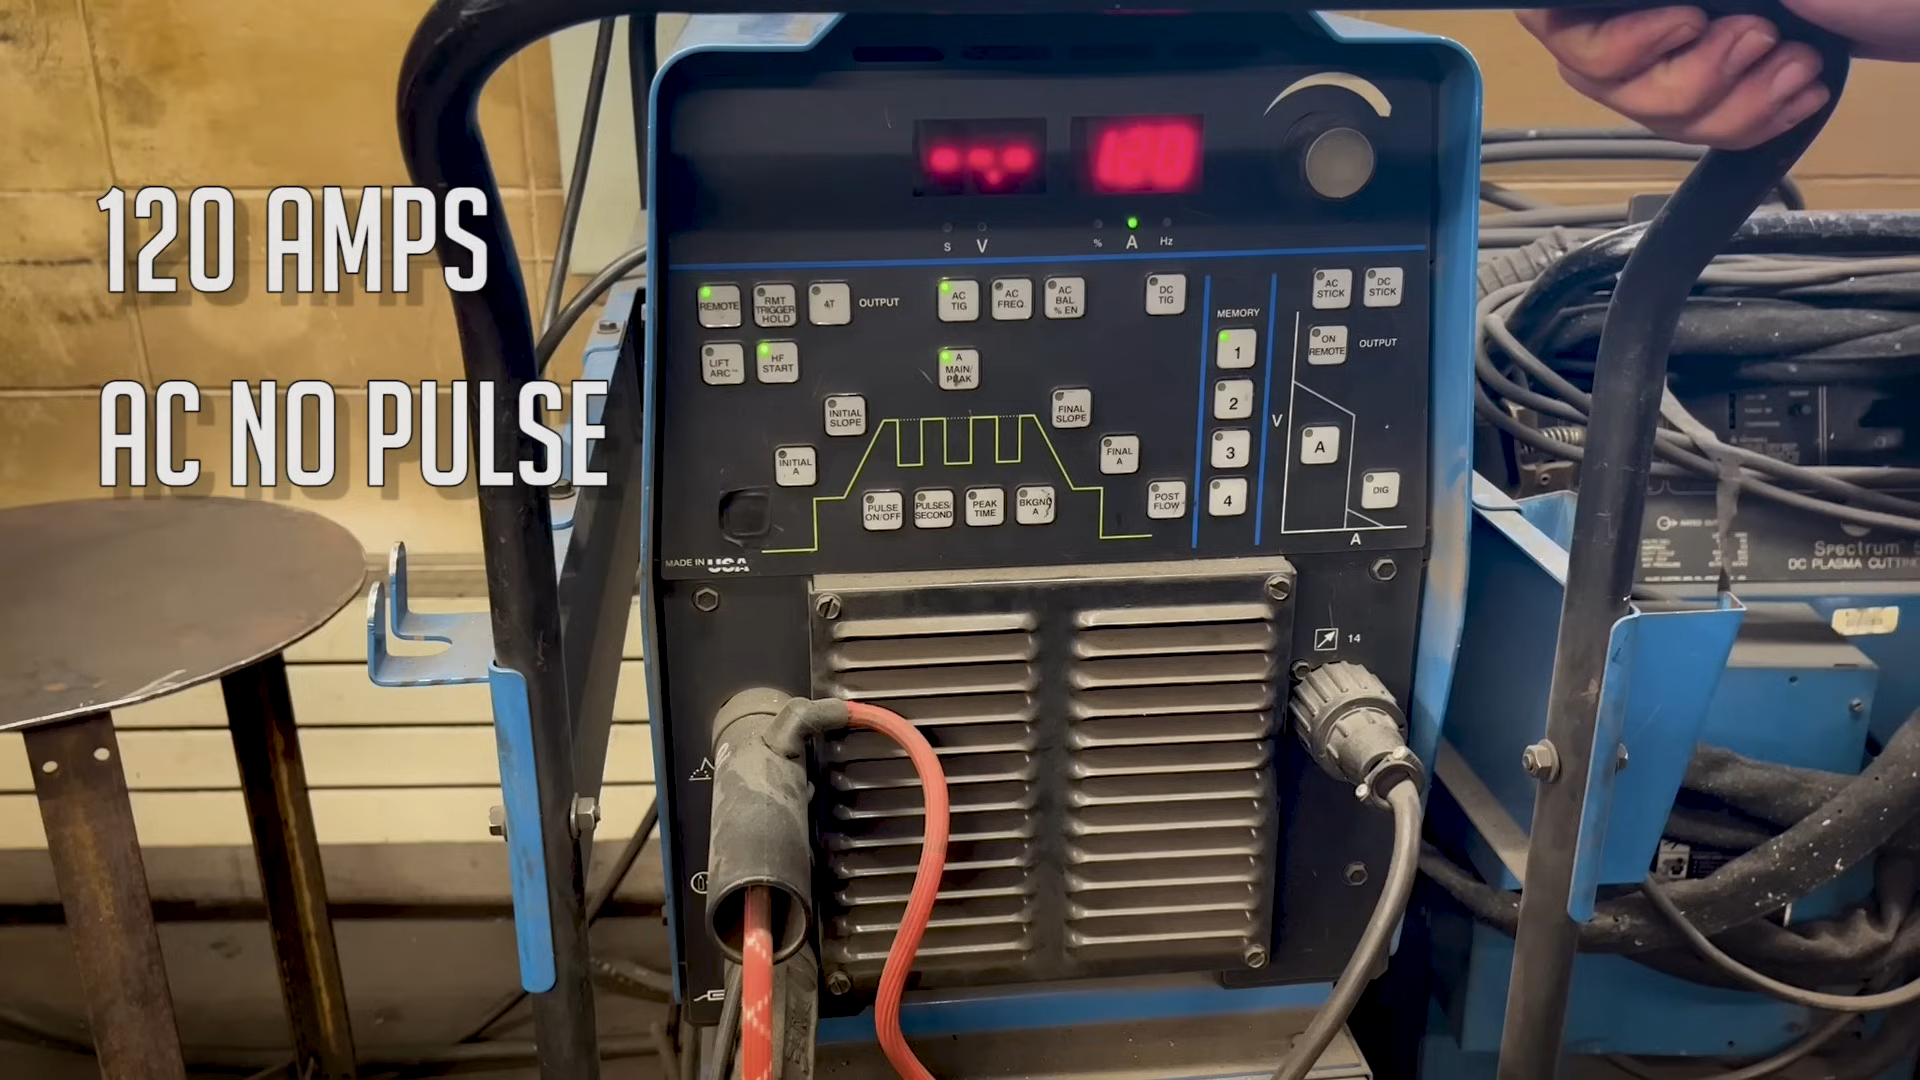 120 AMPS
AC NO PULSE
120
S V
% A Hz
REMOTE
RMT
TRIGGER
HOLD
4T
OUTPUT
AC
TIG
AC
FREQ.
AC
BAL
% EN
DC
TIG
AC
STICK
DC
STICK
MEMORY
LIFT
ARC™
HF
START
A
MAIN/
PEAK
1
ON
REMOTE
OUTPUT
INITIAL
SLOPE
FINAL
SLOPE
2
V
INITIAL
A
FINAL
A
3
A
PULSE
ON/OFF
PULSES/
SECOND
PEAK
TIME
BKGND
A
POST
FLOW
4
DIG
A
MADE IN USA
14
Spectrum
DC PLASMA